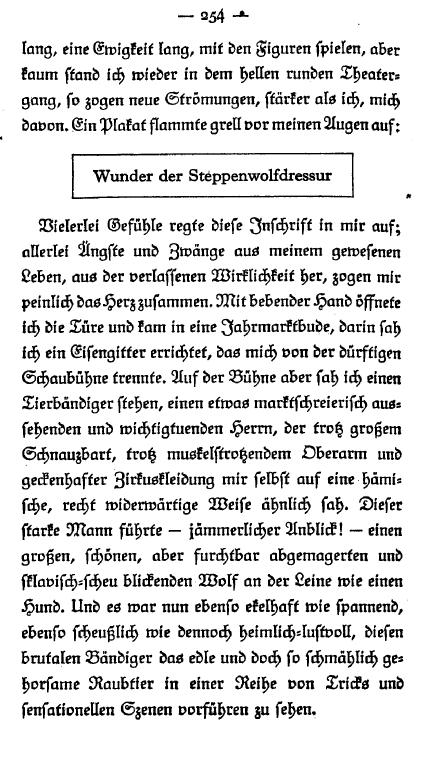 — 254 —
lang, eine Ewigkeit lang, mit den Figuren spielen, aber
kaum stand ich wieder in dem hellen runden Theater=
gang, so zogen neue Strömungen, stärker als ich, mich
davon. Ein Plakat flammte grell vor meinen Augen auf:
Wunder der Steppenwolfdressur
Vielerlei Gefühle regte diese Inschrift in mir auf;
allerlei Ängste und Zwänge aus meinem gewesenen
Leben, aus der verlassenen Wirklichkeit her, zogen mir
peinlich das Herz zusammen. Mit bebender Hand öffnete
ich die Türe und kam in eine Jahrmarktbude, darin sah
ich ein Eisengitter errichtet, das mich von der dürftigen
Schaubühne trennte. Auf der Bühne aber sah ich einen
Tierbändiger stehen, einen etwas marktschreierisch aus=
sehenden und wichtigtuenden Herrn, der trotz großem
Schnauzbart, trotz muskelstrotzendem Oberarm und
geckenhafter Zirkuskleidung mir selbst auf eine hämi=
sche, recht widerwärtige Weise ähnlich sah. Dieser
starke Mann führte — jämmerlicher Anblick! — einen
großen, schönen, aber furchtbar abgemagerten und
sklavisch=scheu blickenden Wolf an der Leine wie einen
Hund. Und es war nun ebenso ekelhaft wie spannend,
ebenso scheußlich wie dennoch heimlich=lustvoll, diesen
brutalen Bändiger das edle und doch so schmählich ge=
horsame Raubtier in einer Reihe von Tricks und
sensationellen Szenen vorführen zu sehen.